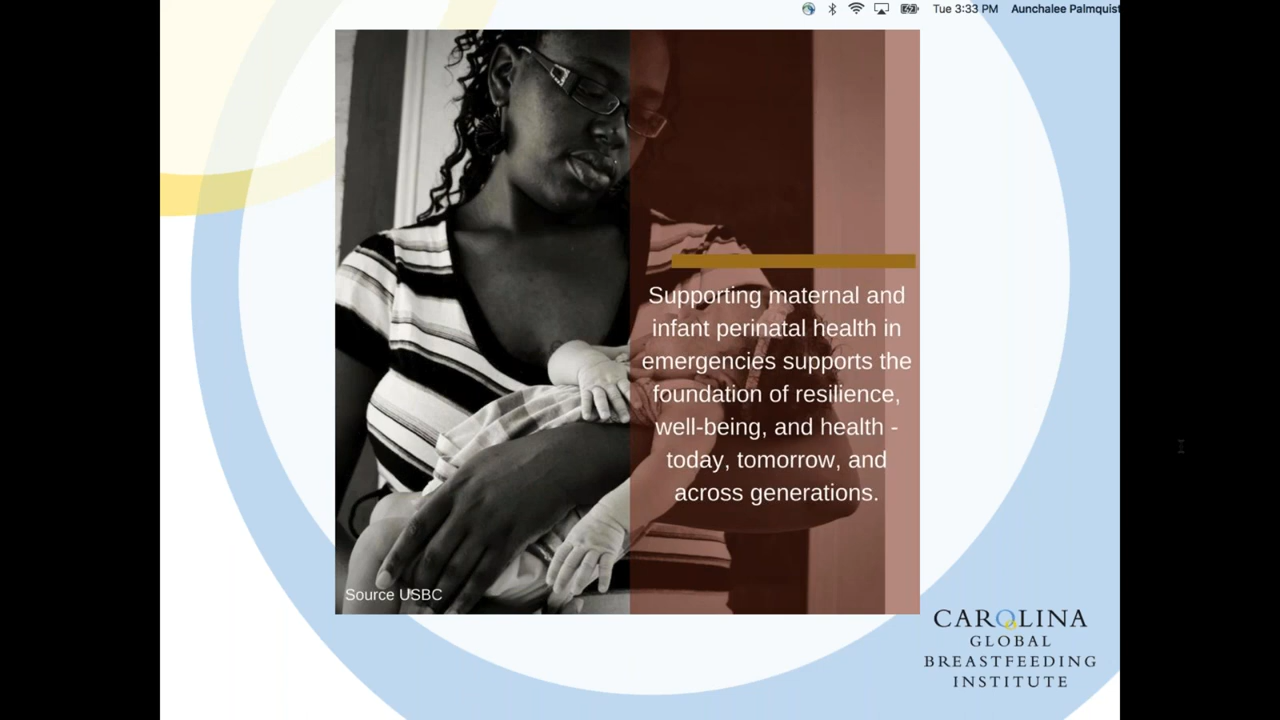 Tue 3:33 PM Aunchalee Palmquist
Supporting maternal and
infant perinatal health in
emergencies supports the
foundation of resilience,
well-being, and health -
today, tomorrow, and
across generations.
Source USBC
CAROLINA
GLOBAL
BREASTFEEDING
INSTITUTE